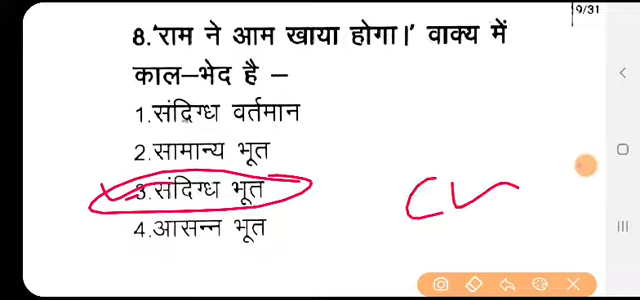 9/31
8.'राम ने आम खाया होगा।' वाक्य में
काल–भेद है –
1.संदिग्ध वर्तमान
2.सामान्य भूत
3.संदिग्ध भूत
4.आसन्न भूत